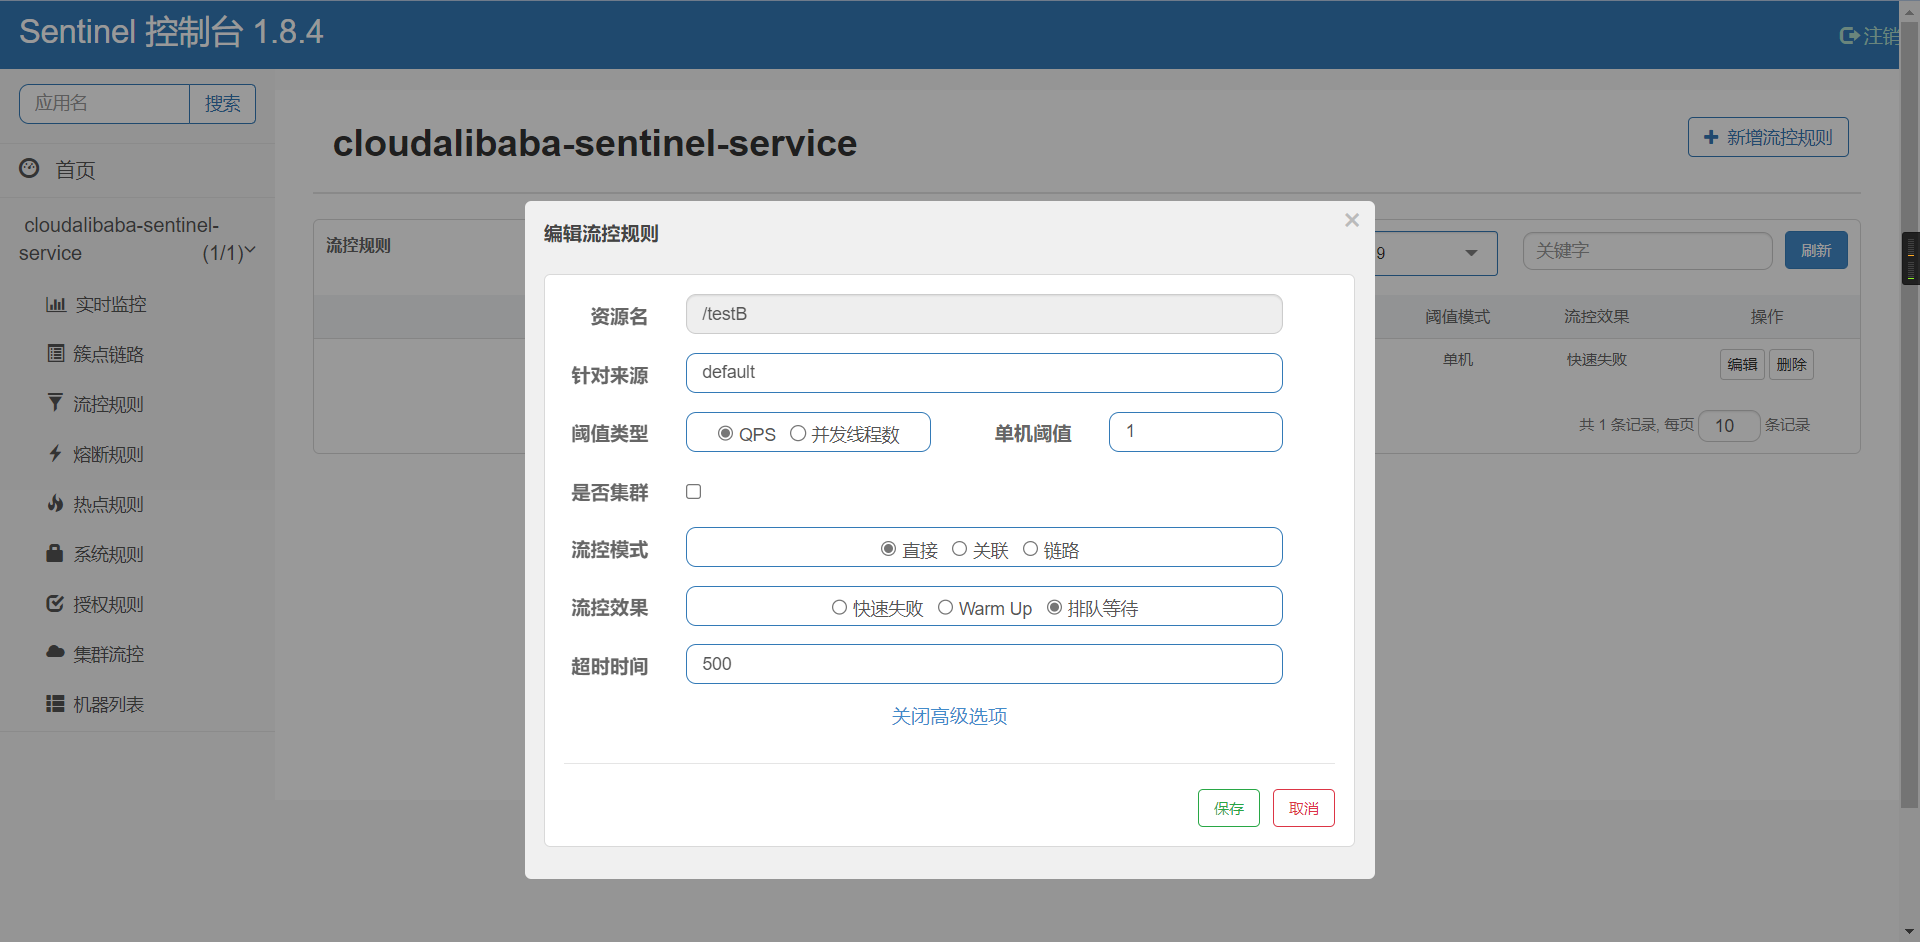 Sentinel 控制台 1.8.4
注销
应用名 搜索
首页
cloudalibaba-sentinel-
service (1/1)
实时监控
簇点链路
流控规则
熔断规则
热点规则
系统规则
授权规则
集群流控
机器列表
cloudalibaba-sentinel-service
新增流控规则
流控规则
9 关键字 刷新
阈值模式 流控效果 操作
单机 快速失败 编辑 删除
共 1 条记录, 每页 10 条记录
编辑流控规则 ×
资源名 /testB
针对来源 default
阈值类型 QPS 并发线程数 单机阈值 1
是否集群
流控模式 直接 关联 链路
流控效果 快速失败 Warm Up 排队等待
超时时间 500
关闭高级选项
保存 取消